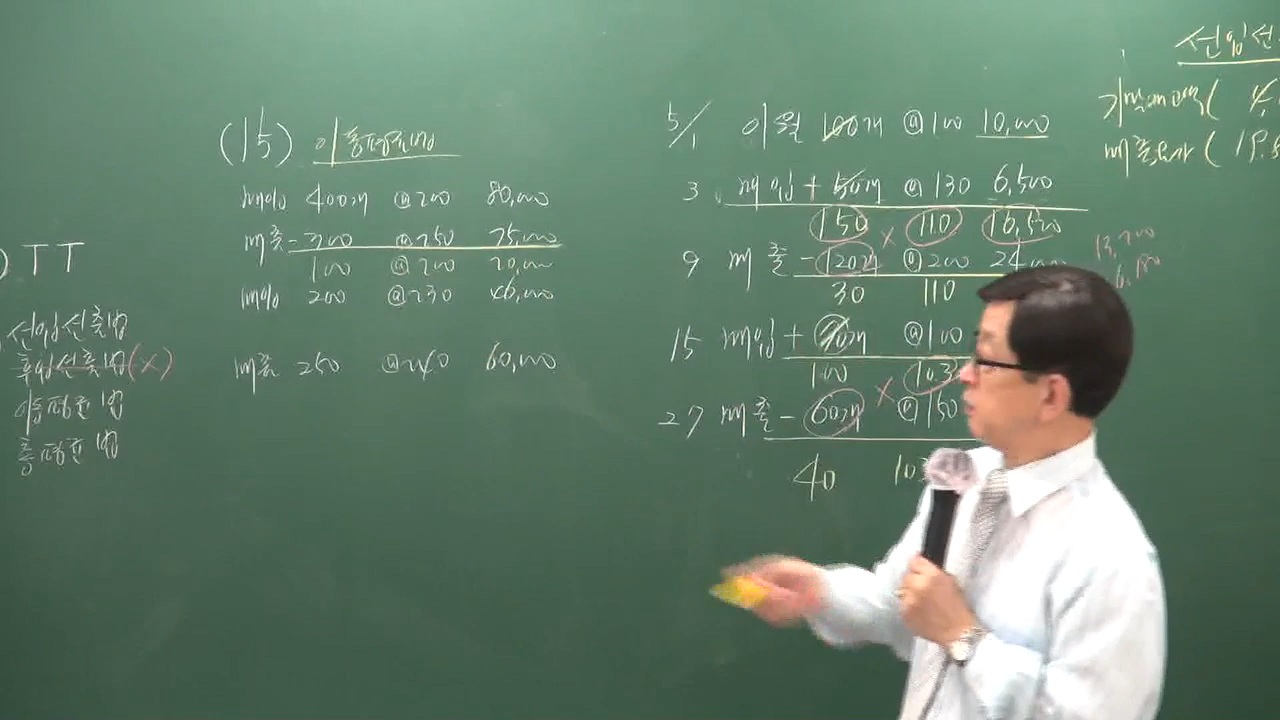 ) TT
선입선출법
후입선출법(×)
이동평균법
총평균법
(15) 이동평균법
매입 400개 @200 80,000
매출 -300 @250 75,000
100 @200 20,000
매입 200 @230 46,000
매출 250 @240 60,000
5/1 이월 100개 @100 10,000
3 매입 + 50개 @130 6,500
150 × 110 16,500
9 매출 - 120개 @200 24,000
30 110
15 매입 + 70개 @100
100 × 103
27 매출 - 60개 @150
40 103
13,200
선입선
기말재고액(
매출원가(